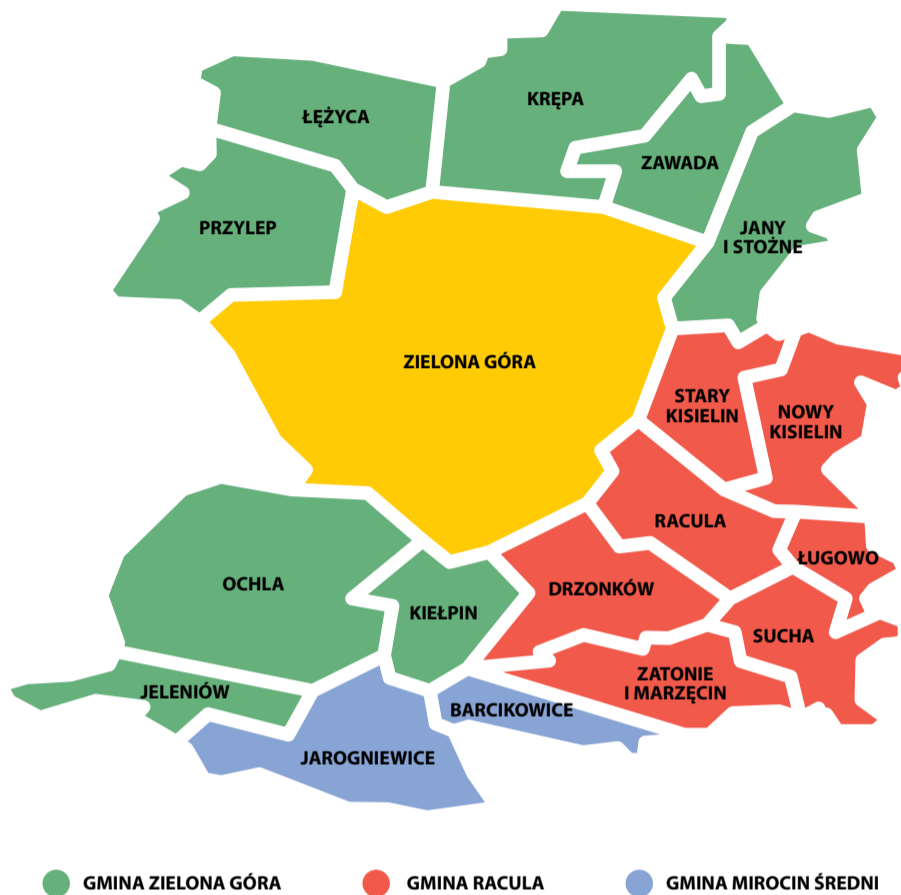 KRĘPA
ŁĘŻYCA
ZAWADA
PRZYLEP
JANY
I STOŻNE
ZIELONA GÓRA
STARY
KISIELIN
NOWY
KISIELIN
RACULA
ŁUGOWO
OCHLA
DRZONKÓW
KIEŁPIN
SUCHA
ZATONIE
I MARZĘCIN
JELENIÓW
BARCIKOWICE
JAROGNIEWICE
GMINA ZIELONA GÓRA
GMINA RACULA
GMINA MIROCIN ŚREDNI